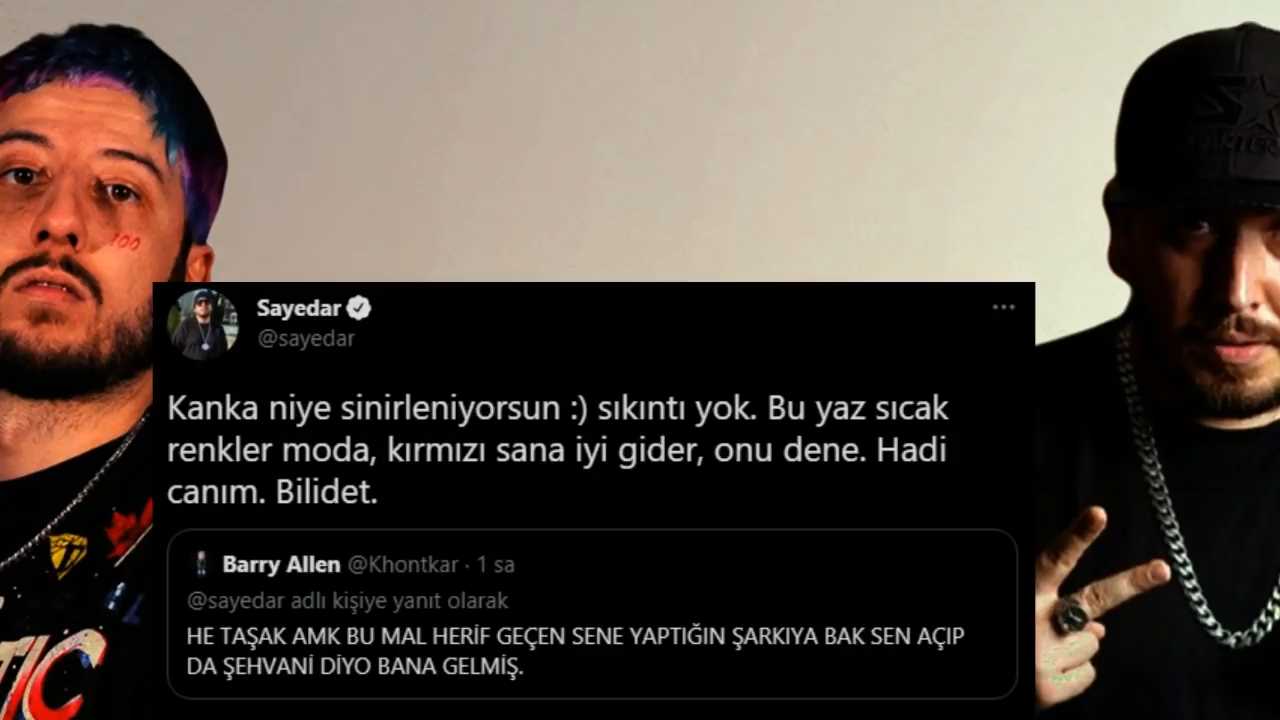 100
Sayedar
@sayedar
Kanka niye sinirleniyorsun :) sıkıntı yok. Bu yaz sıcak
renkler moda, kırmızı sana iyi gider, onu dene. Hadi
canım. Bilidet.
Barry Allen @Khontkar · 1 sa
@sayedar adlı kişiye yanıt olarak
HE TAŞAK AMK BU MAL HERİF GEÇEN SENE YAPTIĞIN ŞARKIYA BAK SEN AÇIP
DA ŞEHVANİ DİYO BANA GELMİŞ.